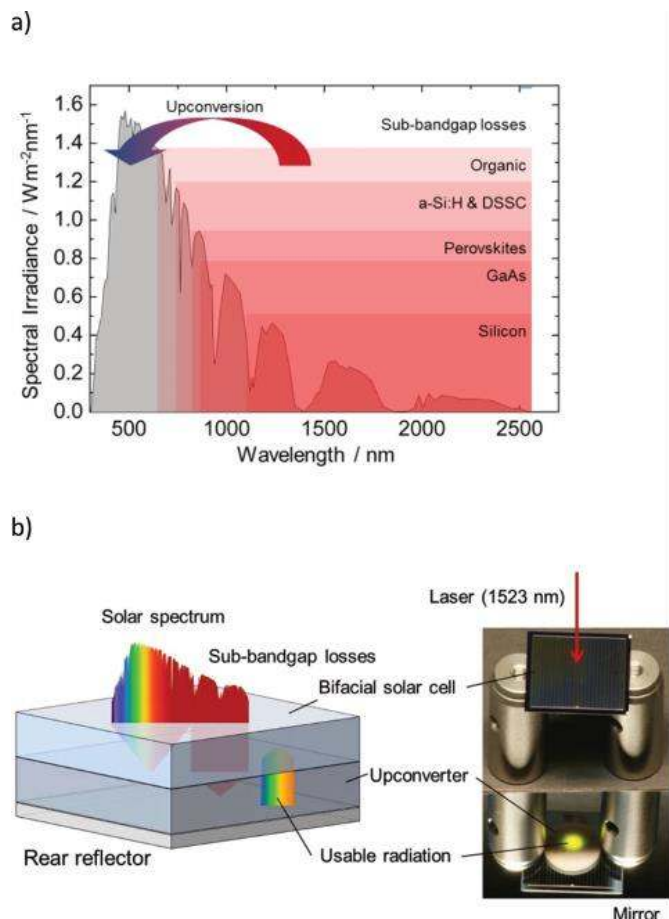 a)
Upconversion
Sub-bandgap losses
Organic
a-Si:H & DSSC
Perovskites
GaAs
Silicon
Spectral Irradiance / Wm-2nm-1
1.6
1.4
1.2
1.0
0.8
0.6
0.4
0.2
0.0
500
1000
1500
2000
2500
Wavelength / nm
b)
Solar spectrum
Sub-bandgap losses
Bifacial solar cell
Laser (1523 nm)
Upconverter
Usable radiation
Rear reflector
Mirror